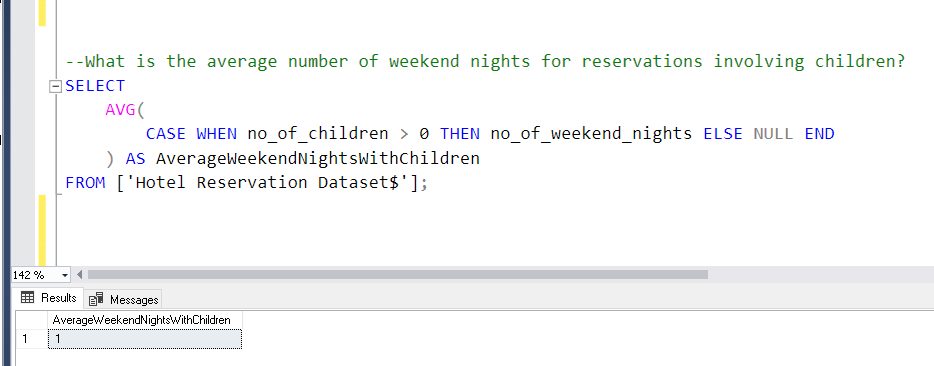 --What is the average number of weekend nights for reservations involving children?
SELECT
AVG(
CASE WHEN no_of_children > 0 THEN no_of_weekend_nights ELSE NULL END
) AS AverageWeekendNightsWithChildren
FROM ['Hotel Reservation Dataset$'];
142 %
Results Messages
AverageWeekendNightsWithChildren
1 1